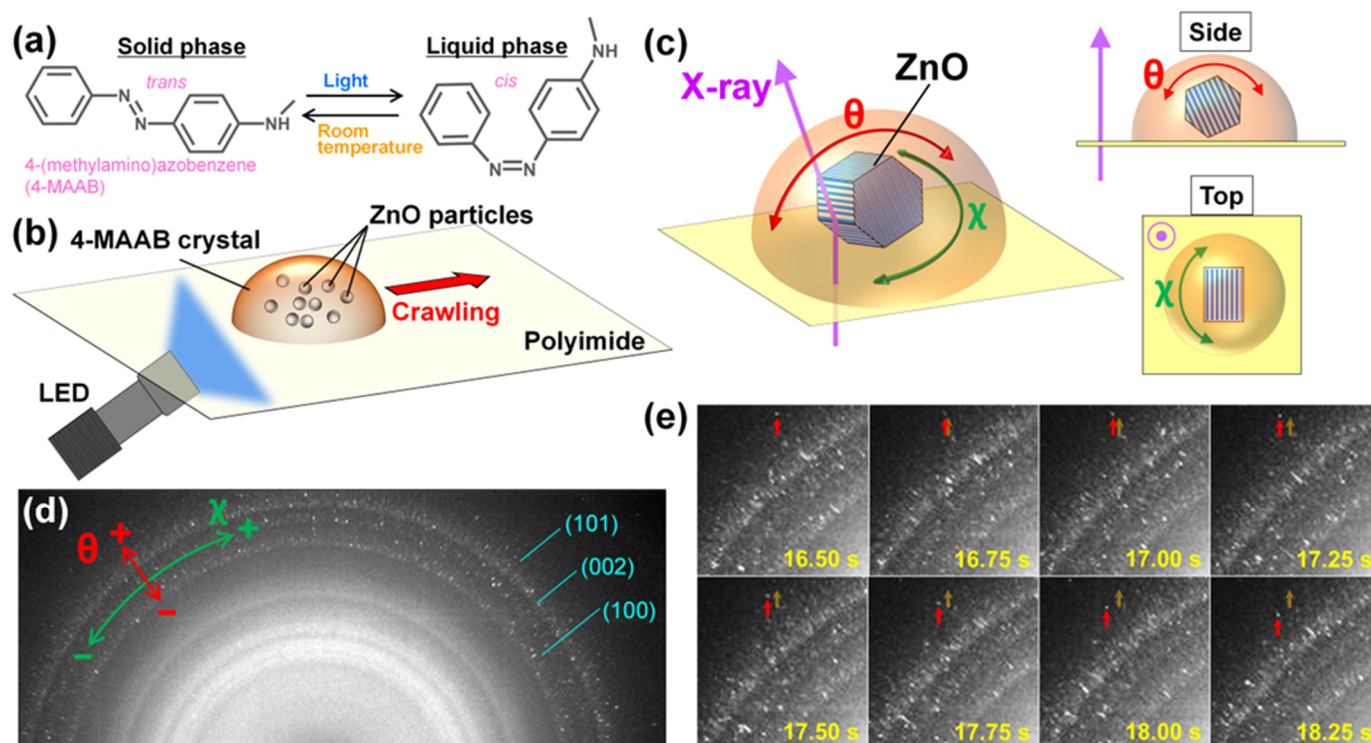 (a)
Solid phase
Liquid phase
trans
cis
N
N
NH
Light
Room
temperature
NH
N=N
4-(methylamino)azobenzene
(4-MAAB)
(b)
4-MAAB crystal
ZnO particles
Crawling
Polyimide
LED
(c)
X-ray
ZnO
θ
χ
Side
θ
Top
χ
(d)
θ
+
−
χ
+
−
(101)
(002)
(100)
(e)
16.50 s
16.75 s
17.00 s
17.25 s
17.50 s
17.75 s
18.00 s
18.25 s